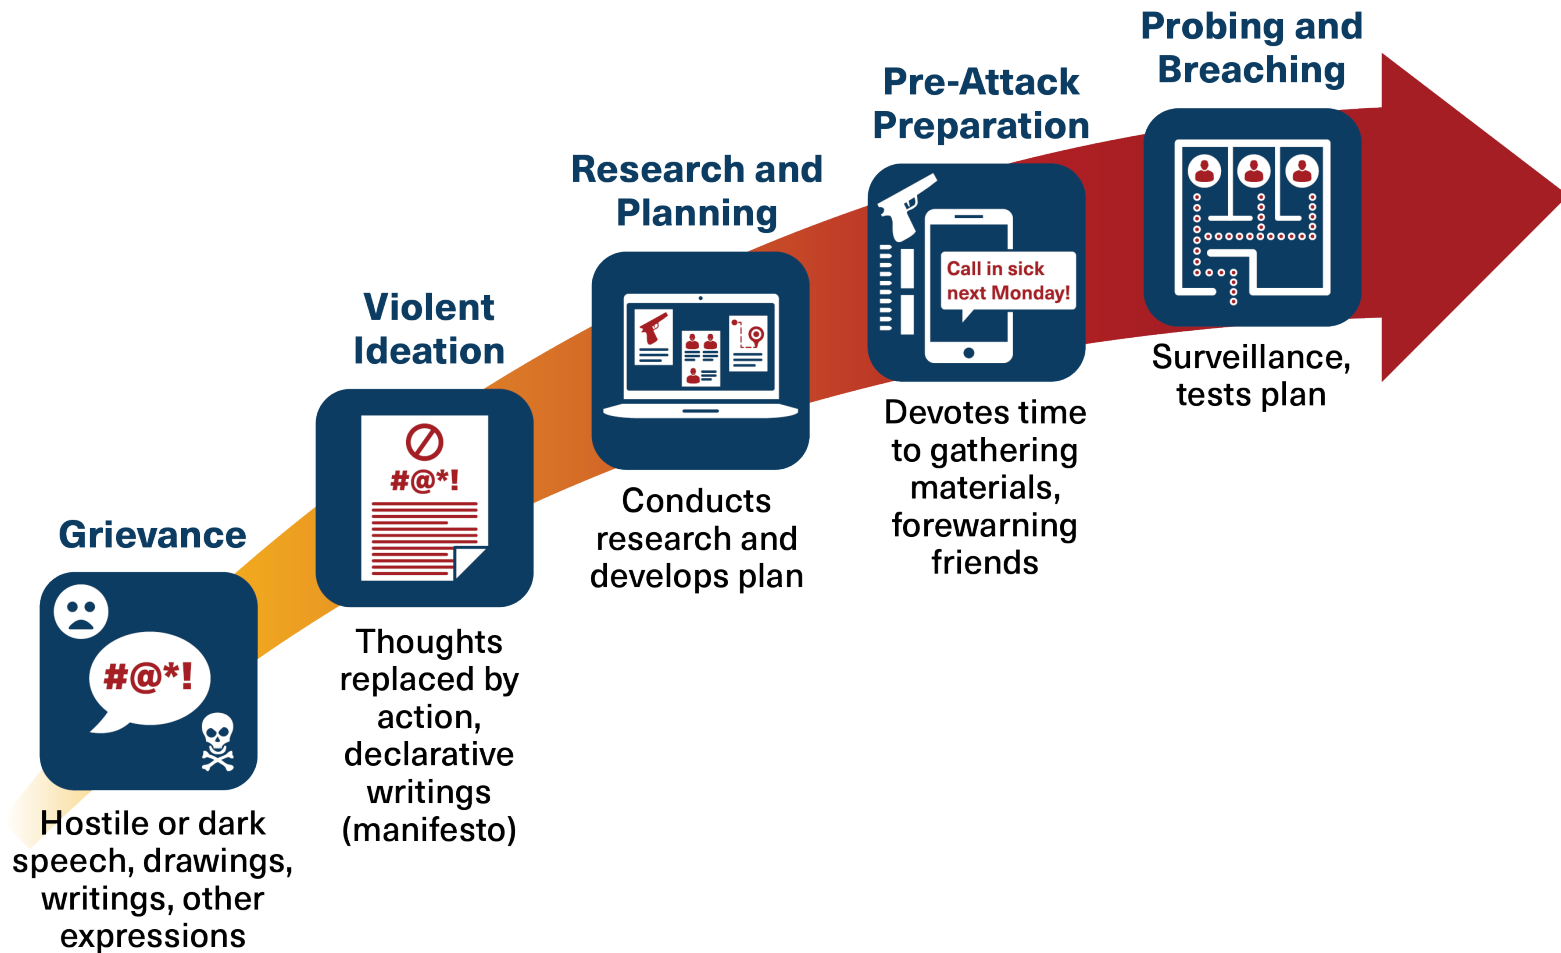 Grievance
#@*!
Hostile or dark
speech, drawings,
writings, other
expressions
Violent
Ideation
#@*!
Thoughts
replaced by
action,
declarative
writings
(manifesto)
Research and
Planning
Conducts
research and
develops plan
Pre-Attack
Preparation
Call in sick
next Monday!
Devotes time
to gathering
materials,
forewarning
friends
Probing and
Breaching
Surveillance,
tests plan